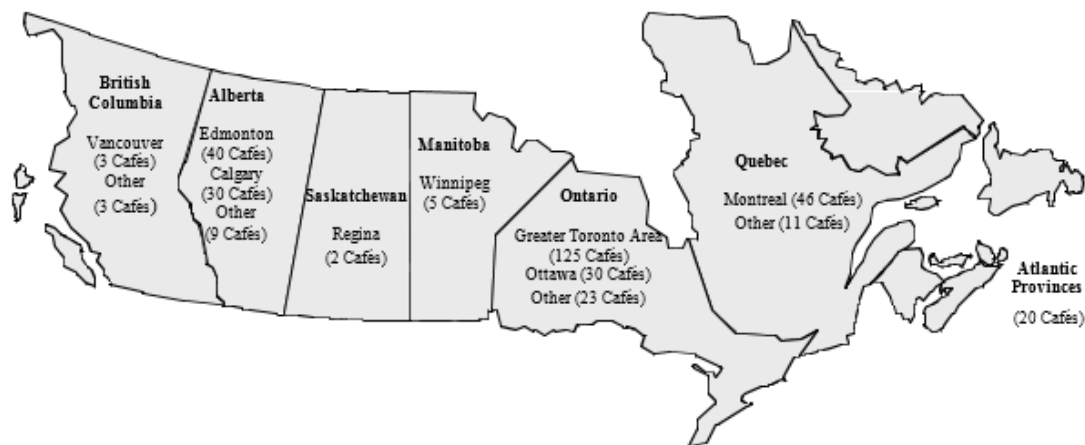 British
Columbia
Vancouver
(3 Cafés)
Other
(3 Cafés)
Alberta
Edmonton
(40 Cafés)
Calgary
(30 Cafés)
Other
(9 Cafés)
Saskatchewan
Regina
(2 Cafés)
Manitoba
Winnipeg
(5 Cafés)
Ontario
Greater Toronto Area
(125 Cafés)
Ottawa (30 Cafés)
Other (23 Cafés)
Quebec
Montreal (46 Cafés)
Other (11 Cafés)
Atlantic
Provinces
(20 Cafés)